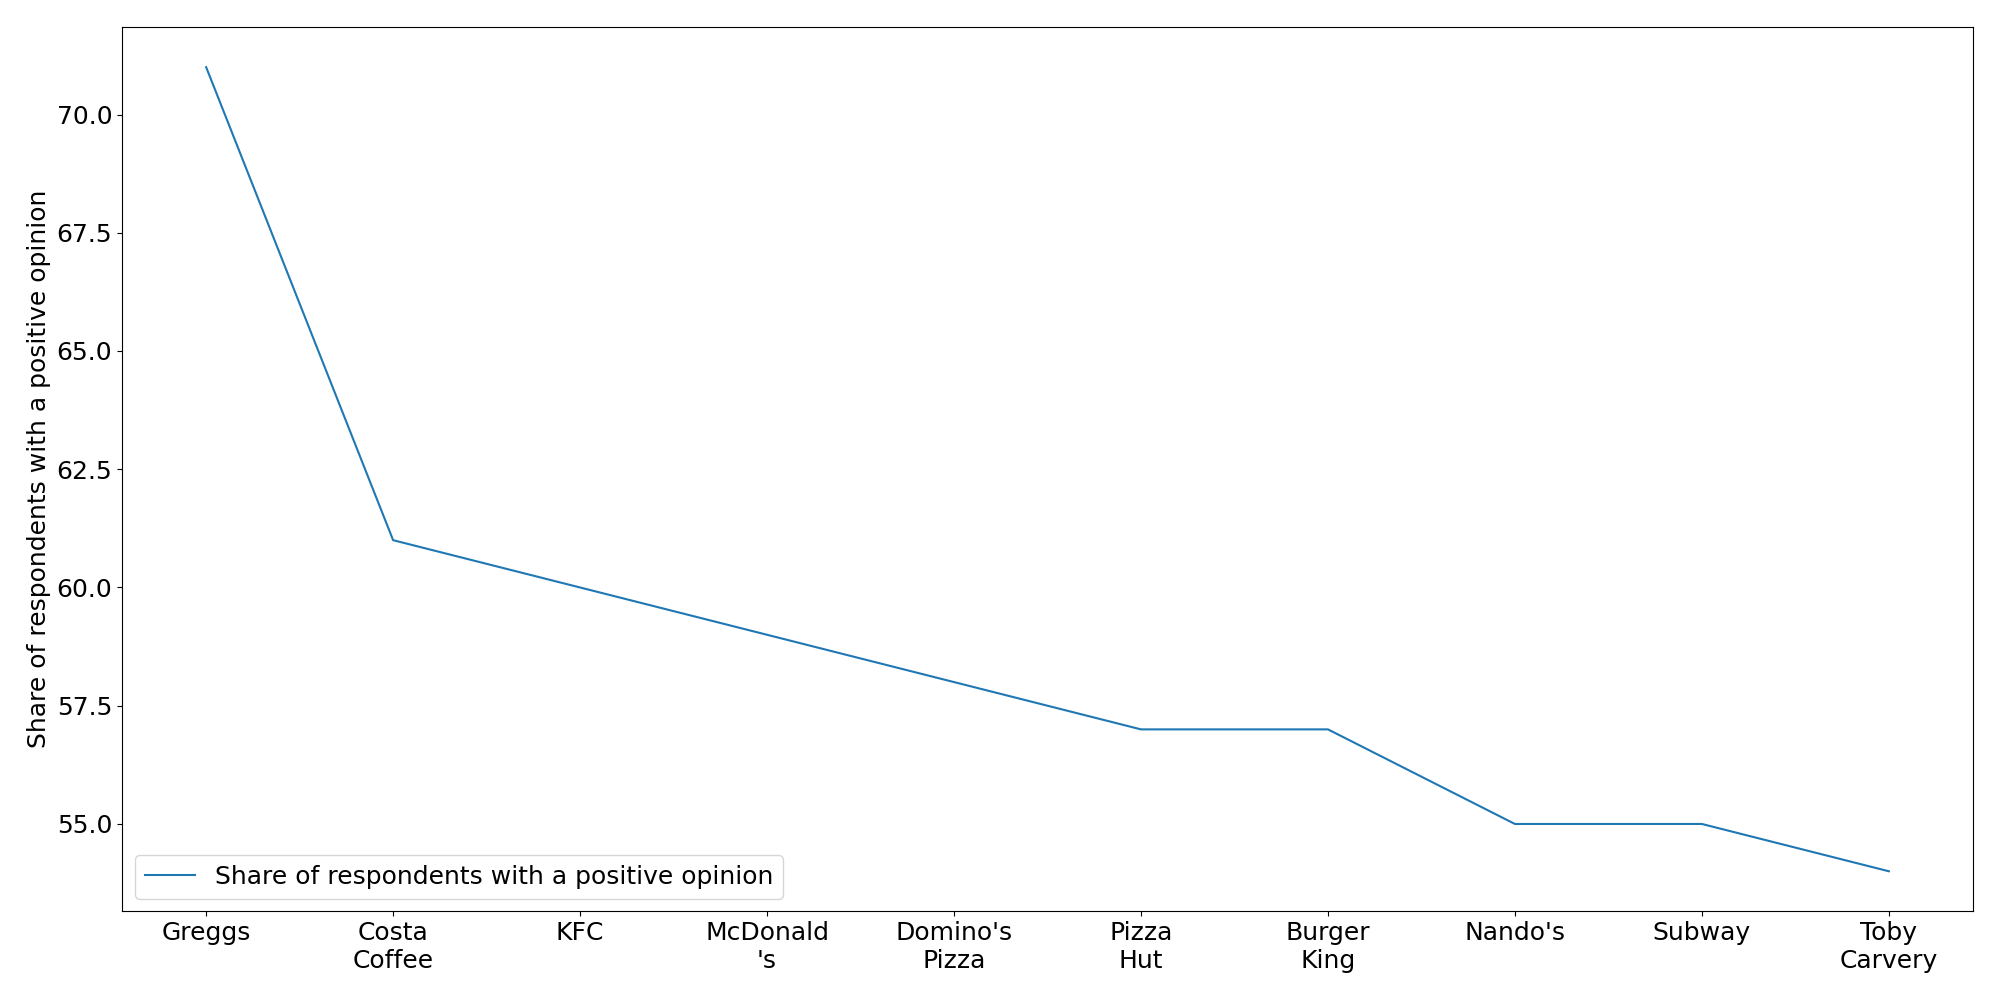 Share of respondents with a positive opinion
70.0
67.5
65.0
62.5
60.0
57.5
55.0
Share of respondents with a positive opinion
Greggs
Costa
Coffee
KFC
McDonald
's
Domino's
Pizza
Pizza
Hut
Burger
King
Nando's
Subway
Toby
Carvery